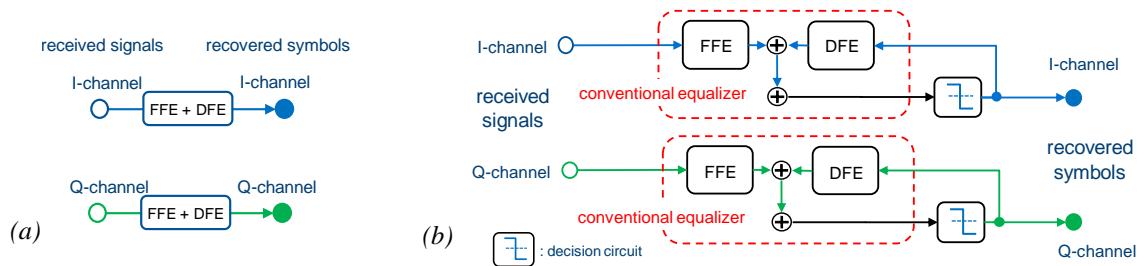 received signals
recovered symbols
I-channel
I-channel
FFE + DFE
Q-channel
Q-channel
FFE + DFE
(a)
I-channel
FFE
DFE
I-channel
received
signals
conventional equalizer
Q-channel
FFE
DFE
recovered
symbols
conventional equalizer
Q-channel
(b)
: decision circuit